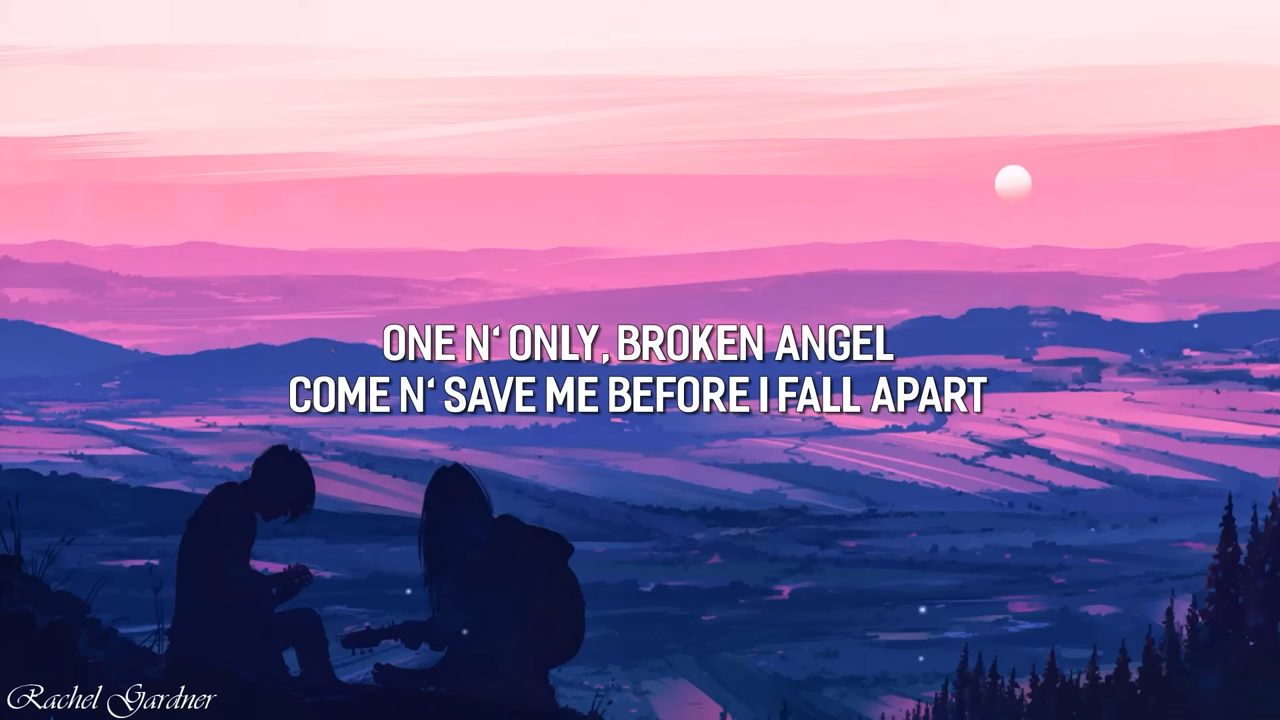 ONE N‘ ONLY, BROKEN ANGEL
COME N‘ SAVE ME BEFORE I FALL APART
Rachel Gardner